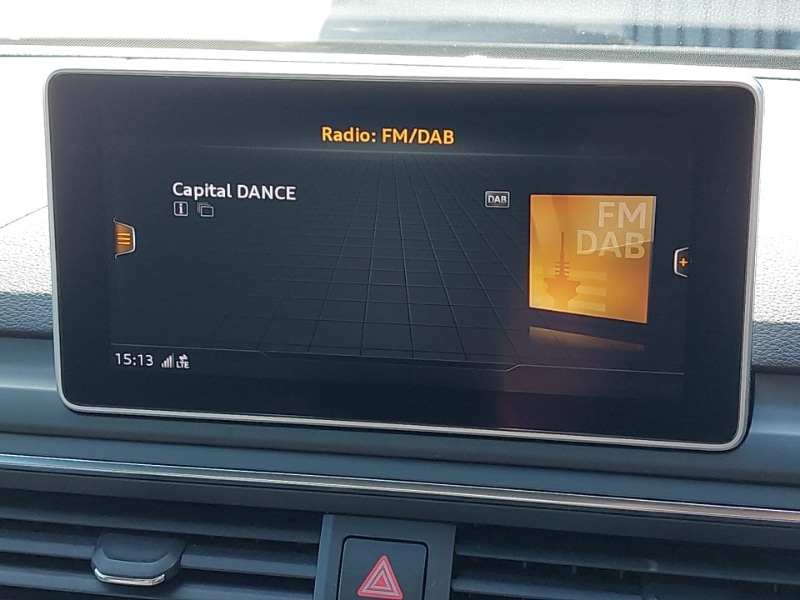 Radio: FM/DAB
Capital DANCE
DAB
FM
DAB
15:13 LTE